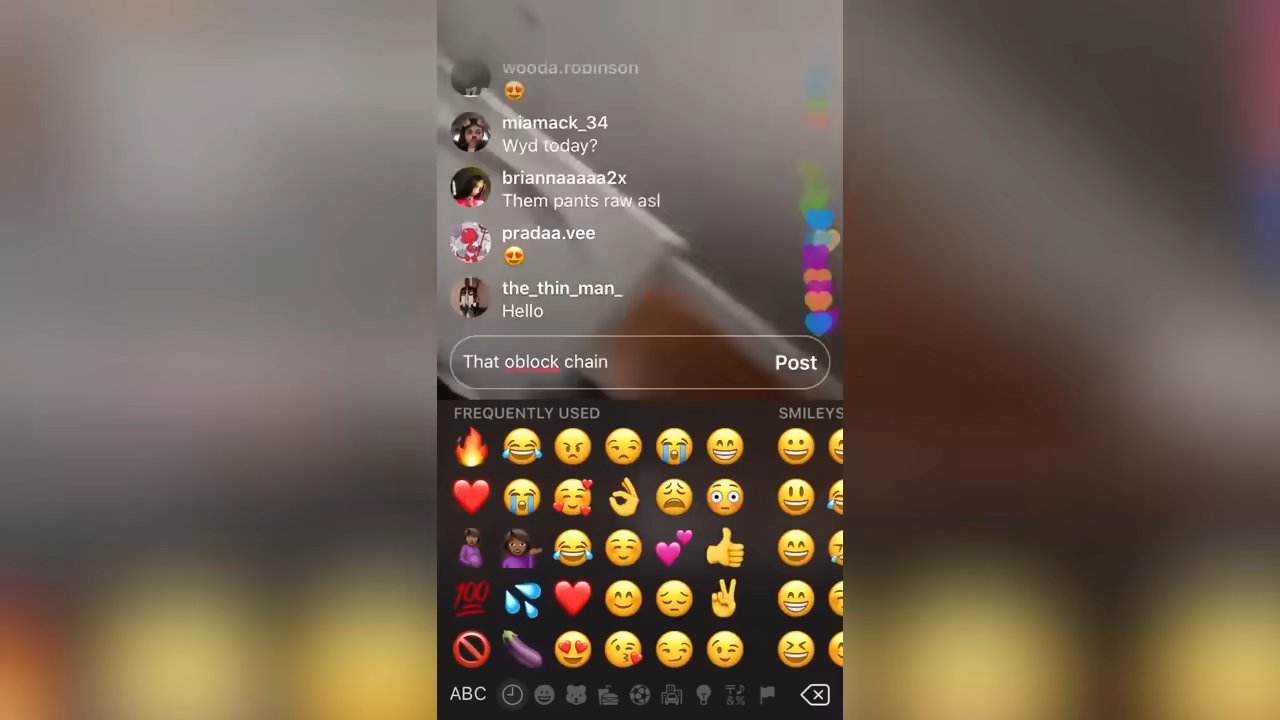 wooda.robinson
miamack_34
Wyd today?
briannaaaaa2x
Them pants raw asl
pradaa.vee
the_thin_man_
Hello
That oblock chain
Post
FREQUENTLY USED
SMILEYS
100
ABC